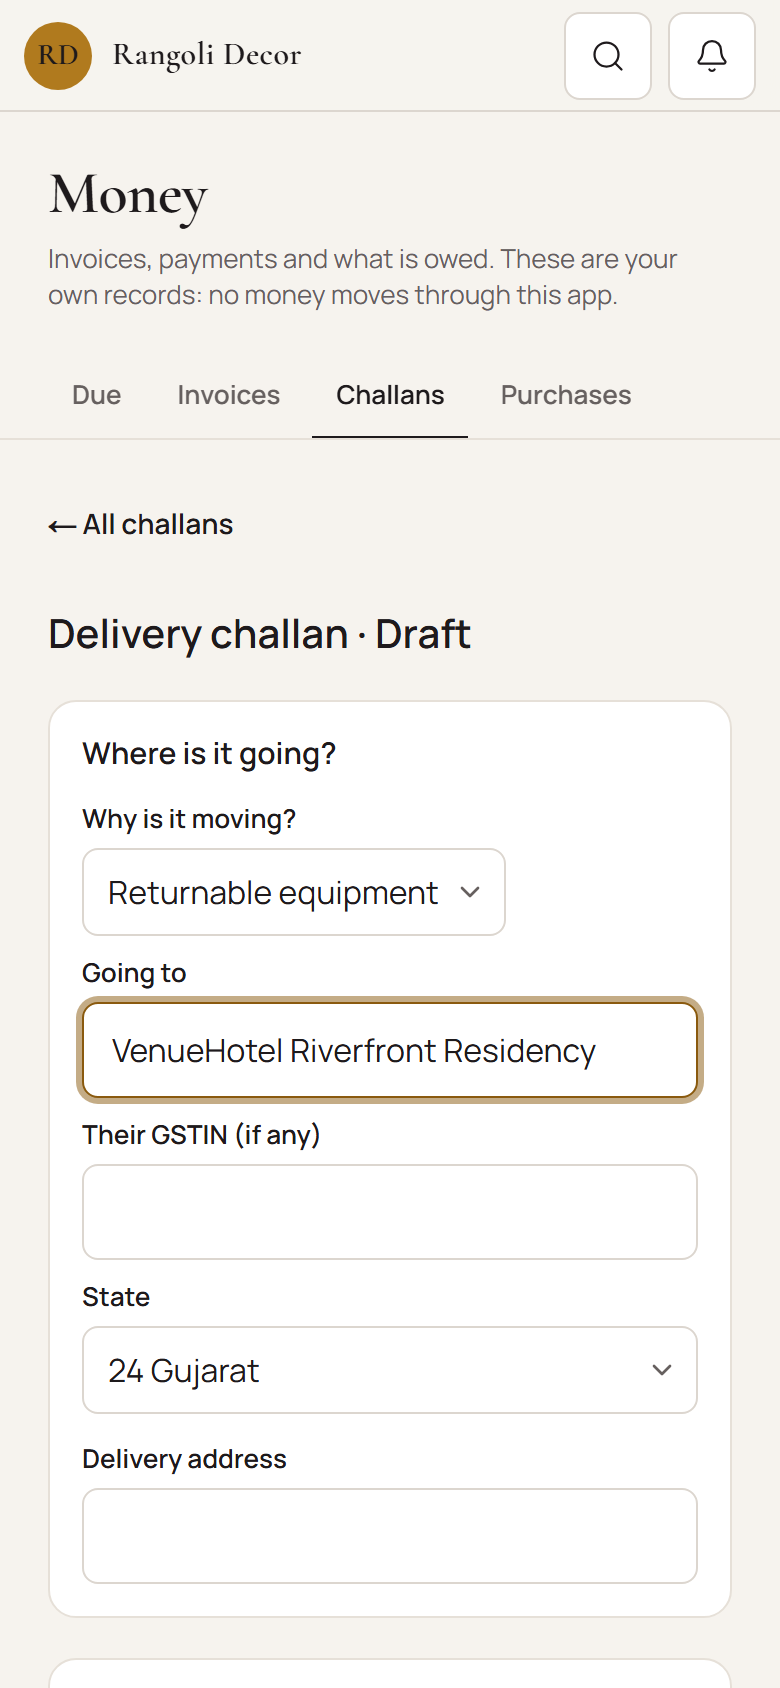 RD Rangoli Decor
Money
Invoices, payments and what is owed. These are your
own records: no money moves through this app.
Due Invoices Challans Purchases
← All challans
Delivery challan · Draft
Where is it going?
Why is it moving?
Returnable equipment
Going to
VenueHotel Riverfront Residency
Their GSTIN (if any)
State
24 Gujarat
Delivery address